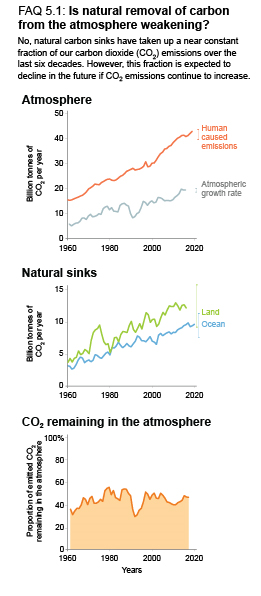 FAQ 5.1: Is natural removal of carbon
from the atmosphere weakening?
No, natural carbon sinks have taken up a near constant
fraction of our carbon dioxide (CO₂) emissions over the
last six decades. However, this fraction is expected to
decline in the future if CO₂ emissions continue to increase.
Atmosphere
Billion tonnes of
CO₂ per year
50
40
30
20
10
0
Human
caused
emissions
Atmospheric
growth rate
1960 1980 2000 2020
Natural sinks
Billion tonnes of
CO₂ per year
15
10
5
0
Land
Ocean
1960 1980 2000 2020
CO₂ remaining in the atmosphere
Proportion of emitted CO₂
remaining in the atmosphere
100%
80
60
40
20
0
1960 1980 2000 2020
Years